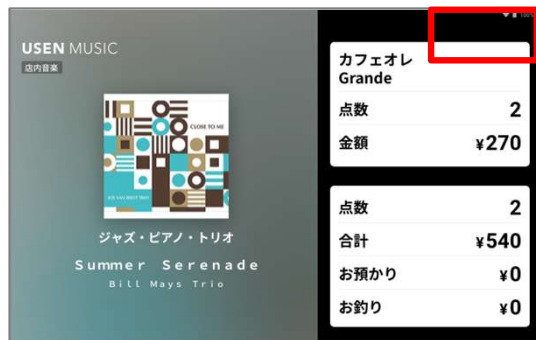 USEN MUSIC
店内音楽
CLOSE TO ME
ジャズ・ピアノ・トリオ
Summer Serenade
Bill Mays Trio
100%
カフェオレ
Grande
点数 2
金額 ¥270
点数 2
合計 ¥540
お預かり ¥0
お釣り ¥0